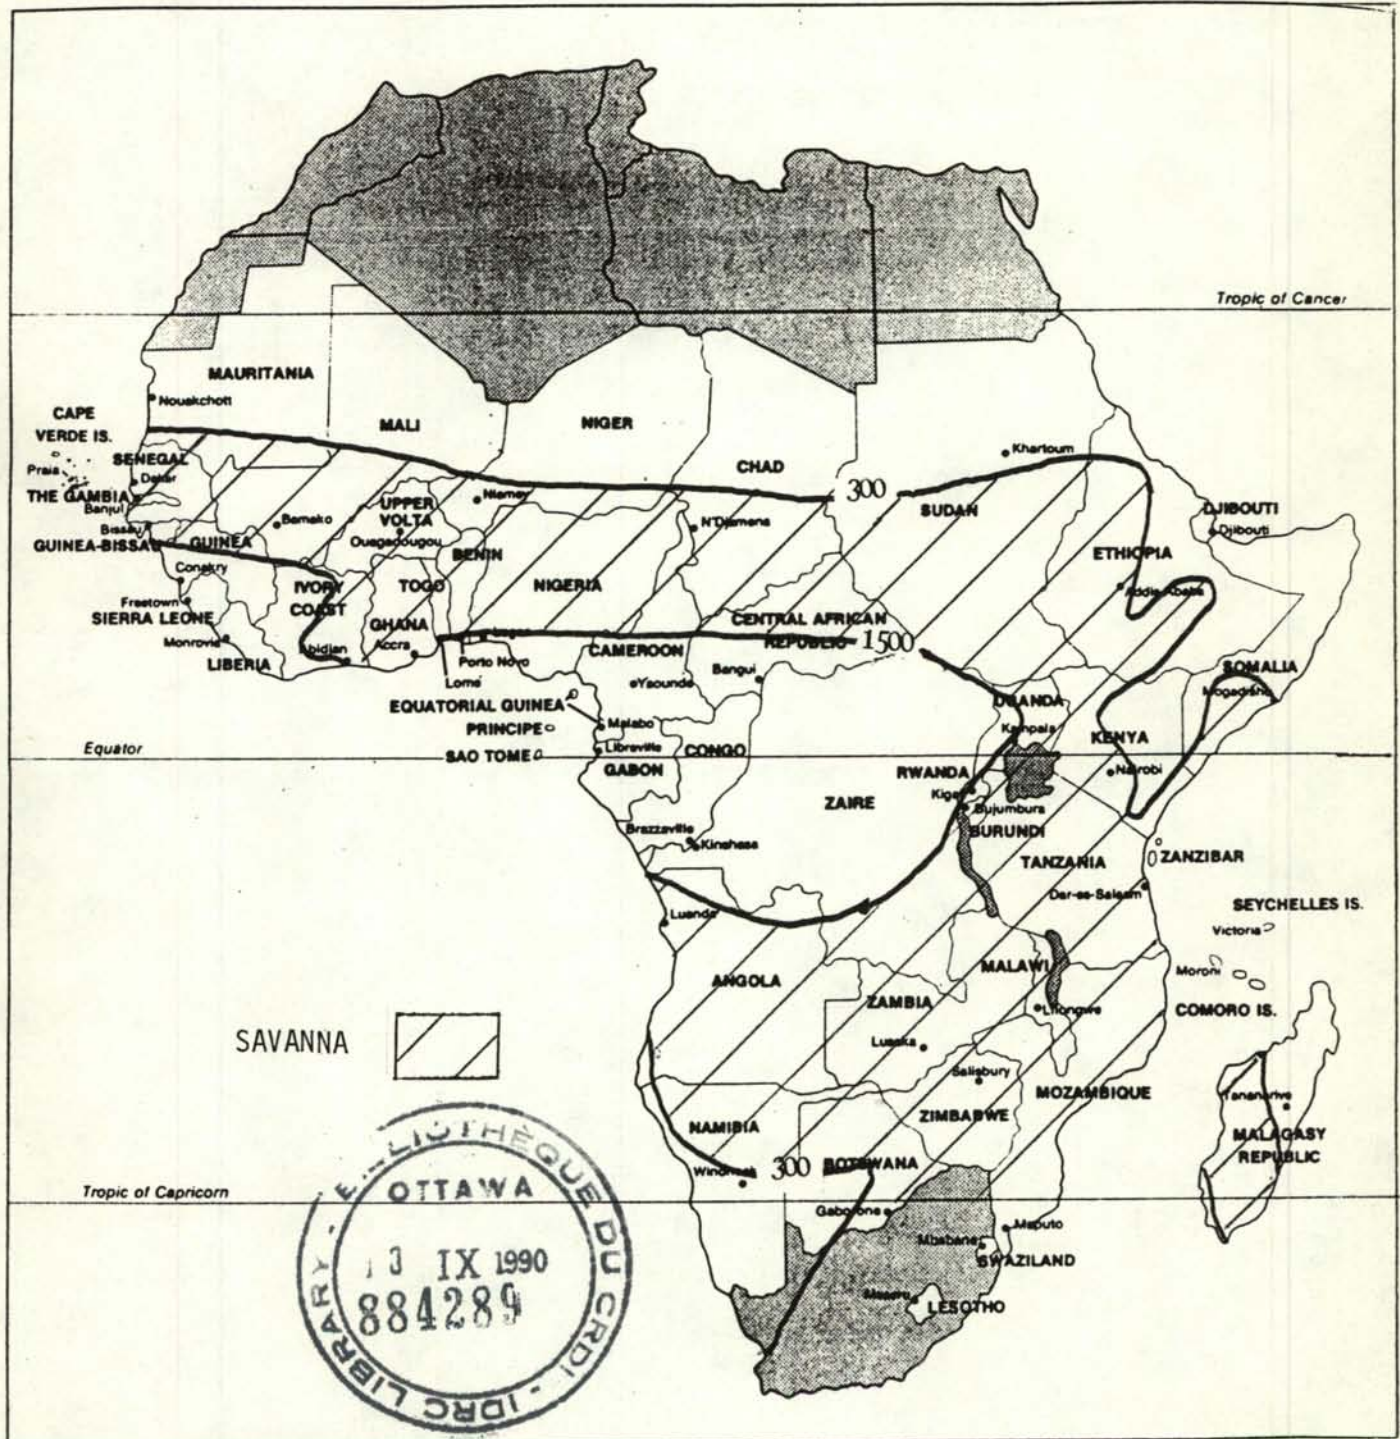 Tropic of Cancer
MAURITANIA
Nouakchott
CAPE
VERDE IS.
MALI
NIGER
Khartoum
Praia
SENEGAL
Dakar
CHAD
300
SUDAN
THE GAMBIA
Banjul
UPPER
VOLTA
Niamey
N'Djamena
DJIBOUTI
Djibouti
Bissau
Bamako
Ouagadougou
GUINEA-BISSAU
GUINEA
BENIN
ETHIOPIA
Conakry
IVORY
COAST
TOGO
NIGERIA
Addis Ababa
Freetown
SIERRA LEONE
GHANA
CENTRAL AFRICAN
REPUBLIC
1500
Monrovia
LIBERIA
Abidjan
Accra
Lagos
Porto Novo
CAMEROON
Bangui
SOMALIA
Mogadishu
Lome
Yaounde
UGANDA
EQUATORIAL GUINEA
PRINCIPE
Malabo
Kampala
KENYA
Equator
SAO TOME
Libreville
CONGO
GABON
RWANDA
Nairobi
ZAIRE
Kigali
Bujumbura
Brazzaville
Kinshasa
BURUNDI
TANZANIA
ZANZIBAR
Dar-es-Salaam
SEYCHELLES IS.
Luanda
Victoria
ANGOLA
MALAWI
Moroni
ZAMBIA
Lilongwe
COMORO IS.
SAVANNA
Lusaka
Salisbury
MOZAMBIQUE
Tananarive
NAMIBIA
ZIMBABWE
MALAGASY
REPUBLIC
Windhoek
300
BOTSWANA
Tropic of Capricorn
Gaborone
Maputo
Mbabane
SWAZILAND
Maseru
LESOTHO
BIBLIOTHÈQUE DU CRDI - IDRC LIBRARY -
OTTAWA
IX 1990
884289